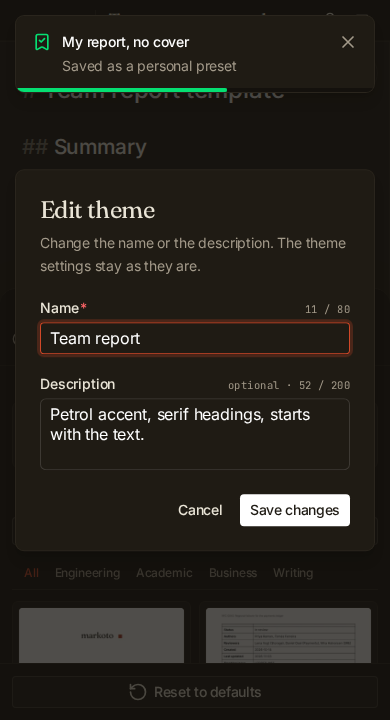 My report, no cover
Saved as a personal preset
# Team report template
## Summary
Edit theme
Change the name or the description. The theme
settings stay as they are.
Name* 11 / 80
Team report
Description optional · 52 / 200
Petrol accent, serif headings, starts
with the text.
Cancel Save changes
All Engineering Academic Business Writing
markoto
Reset to defaults